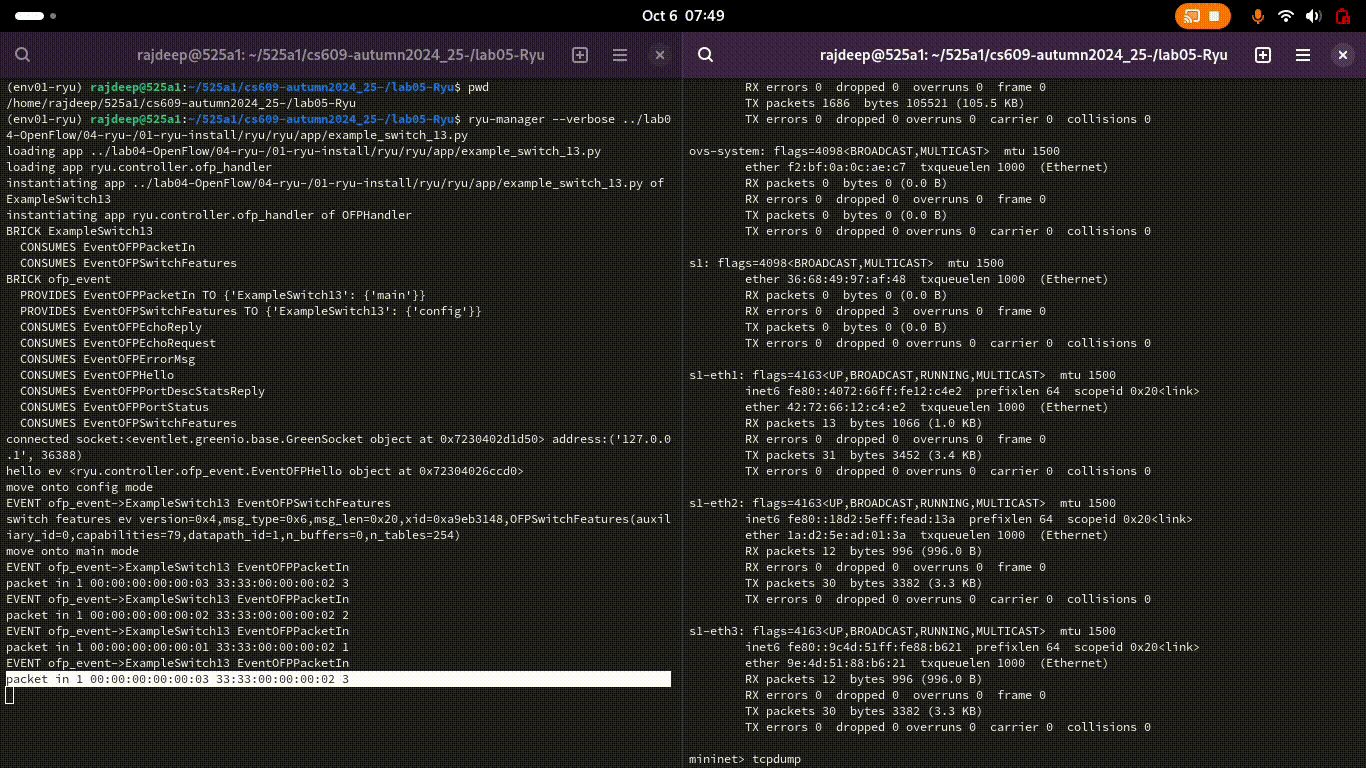 Oct 6  07:49
rajdeep@525a1: ~/525a1/cs609-autumn2024_25-/lab05-Ryu
(env01-ryu) rajdeep@525a1:~/525a1/cs609-autumn2024_25-/lab05-Ryu$ pwd
/home/rajdeep/525a1/cs609-autumn2024_25-/lab05-Ryu
(env01-ryu) rajdeep@525a1:~/525a1/cs609-autumn2024_25-/lab05-Ryu$ ryu-manager --verbose ../lab0
4-OpenFlow/04-ryu-/01-ryu-install/ryu/ryu/app/example_switch_13.py
loading app ../lab04-OpenFlow/04-ryu-/01-ryu-install/ryu/ryu/app/example_switch_13.py
loading app ryu.controller.ofp_handler
instantiating app ../lab04-OpenFlow/04-ryu-/01-ryu-install/ryu/ryu/app/example_switch_13.py of
ExampleSwitch13
instantiating app ryu.controller.ofp_handler of OFPHandler
BRICK ExampleSwitch13
  CONSUMES EventOFPPacketIn
  CONSUMES EventOFPSwitchFeatures
BRICK ofp_event
  PROVIDES EventOFPPacketIn TO {'ExampleSwitch13': {'main'}}
  PROVIDES EventOFPSwitchFeatures TO {'ExampleSwitch13': {'config'}}
  CONSUMES EventOFPEchoReply
  CONSUMES EventOFPEchoRequest
  CONSUMES EventOFPErrorMsg
  CONSUMES EventOFPHello
  CONSUMES EventOFPPortDescStatsReply
  CONSUMES EventOFPPortStatus
  CONSUMES EventOFPSwitchFeatures
connected socket:<eventlet.greenio.base.GreenSocket object at 0x7230402d1d50> address:('127.0.0
.1', 36388)
hello ev <ryu.controller.ofp_event.EventOFPHello object at 0x72304026ccd0>
move onto config mode
EVENT ofp_event->ExampleSwitch13 EventOFPSwitchFeatures
switch features ev version=0x4,msg_type=0x6,msg_len=0x20,xid=0xa9eb3148,OFPSwitchFeatures(auxil
iary_id=0,capabilities=79,datapath_id=1,n_buffers=0,n_tables=254)
move onto main mode
EVENT ofp_event->ExampleSwitch13 EventOFPPacketIn
packet in 1 00:00:00:00:00:03 33:33:00:00:00:02 3
EVENT ofp_event->ExampleSwitch13 EventOFPPacketIn
packet in 1 00:00:00:00:00:02 33:33:00:00:00:02 2
EVENT ofp_event->ExampleSwitch13 EventOFPPacketIn
packet in 1 00:00:00:00:00:01 33:33:00:00:00:02 1
EVENT ofp_event->ExampleSwitch13 EventOFPPacketIn
packet in 1 00:00:00:00:00:03 33:33:00:00:00:02 3
rajdeep@525a1: ~/525a1/cs609-autumn2024_25-/lab05-Ryu
        RX errors 0  dropped 0  overruns 0  frame 0
        TX packets 1686  bytes 105521 (105.5 KB)
        TX errors 0  dropped 0 overruns 0  carrier 0  collisions 0
ovs-system: flags=4098<BROADCAST,MULTICAST>  mtu 1500
        ether f2:bf:0a:0c:ae:c7  txqueuelen 1000  (Ethernet)
        RX packets 0  bytes 0 (0.0 B)
        RX errors 0  dropped 0  overruns 0  frame 0
        TX packets 0  bytes 0 (0.0 B)
        TX errors 0  dropped 0 overruns 0  carrier 0  collisions 0
s1: flags=4098<BROADCAST,MULTICAST>  mtu 1500
        ether 36:68:49:97:af:48  txqueuelen 1000  (Ethernet)
        RX packets 0  bytes 0 (0.0 B)
        RX errors 0  dropped 3  overruns 0  frame 0
        TX packets 0  bytes 0 (0.0 B)
        TX errors 0  dropped 0 overruns 0  carrier 0  collisions 0
s1-eth1: flags=4163<UP,BROADCAST,RUNNING,MULTICAST>  mtu 1500
        inet6 fe80::4072:66ff:fe12:c4e2  prefixlen 64  scopeid 0x20<link>
        ether 42:72:66:12:c4:e2  txqueuelen 1000  (Ethernet)
        RX packets 13  bytes 1066 (1.0 KB)
        RX errors 0  dropped 0  overruns 0  frame 0
        TX packets 31  bytes 3452 (3.4 KB)
        TX errors 0  dropped 0 overruns 0  carrier 0  collisions 0
s1-eth2: flags=4163<UP,BROADCAST,RUNNING,MULTICAST>  mtu 1500
        inet6 fe80::18d2:5eff:fead:13a  prefixlen 64  scopeid 0x20<link>
        ether 1a:d2:5e:ad:01:3a  txqueuelen 1000  (Ethernet)
        RX packets 12  bytes 996 (996.0 B)
        RX errors 0  dropped 0  overruns 0  frame 0
        TX packets 30  bytes 3382 (3.3 KB)
        TX errors 0  dropped 0 overruns 0  carrier 0  collisions 0
s1-eth3: flags=4163<UP,BROADCAST,RUNNING,MULTICAST>  mtu 1500
        inet6 fe80::9c4d:51ff:fe88:b621  prefixlen 64  scopeid 0x20<link>
        ether 9e:4d:51:88:b6:21  txqueuelen 1000  (Ethernet)
        RX packets 12  bytes 996 (996.0 B)
        RX errors 0  dropped 0  overruns 0  frame 0
        TX packets 30  bytes 3382 (3.3 KB)
        TX errors 0  dropped 0 overruns 0  carrier 0  collisions 0
mininet> tcpdump